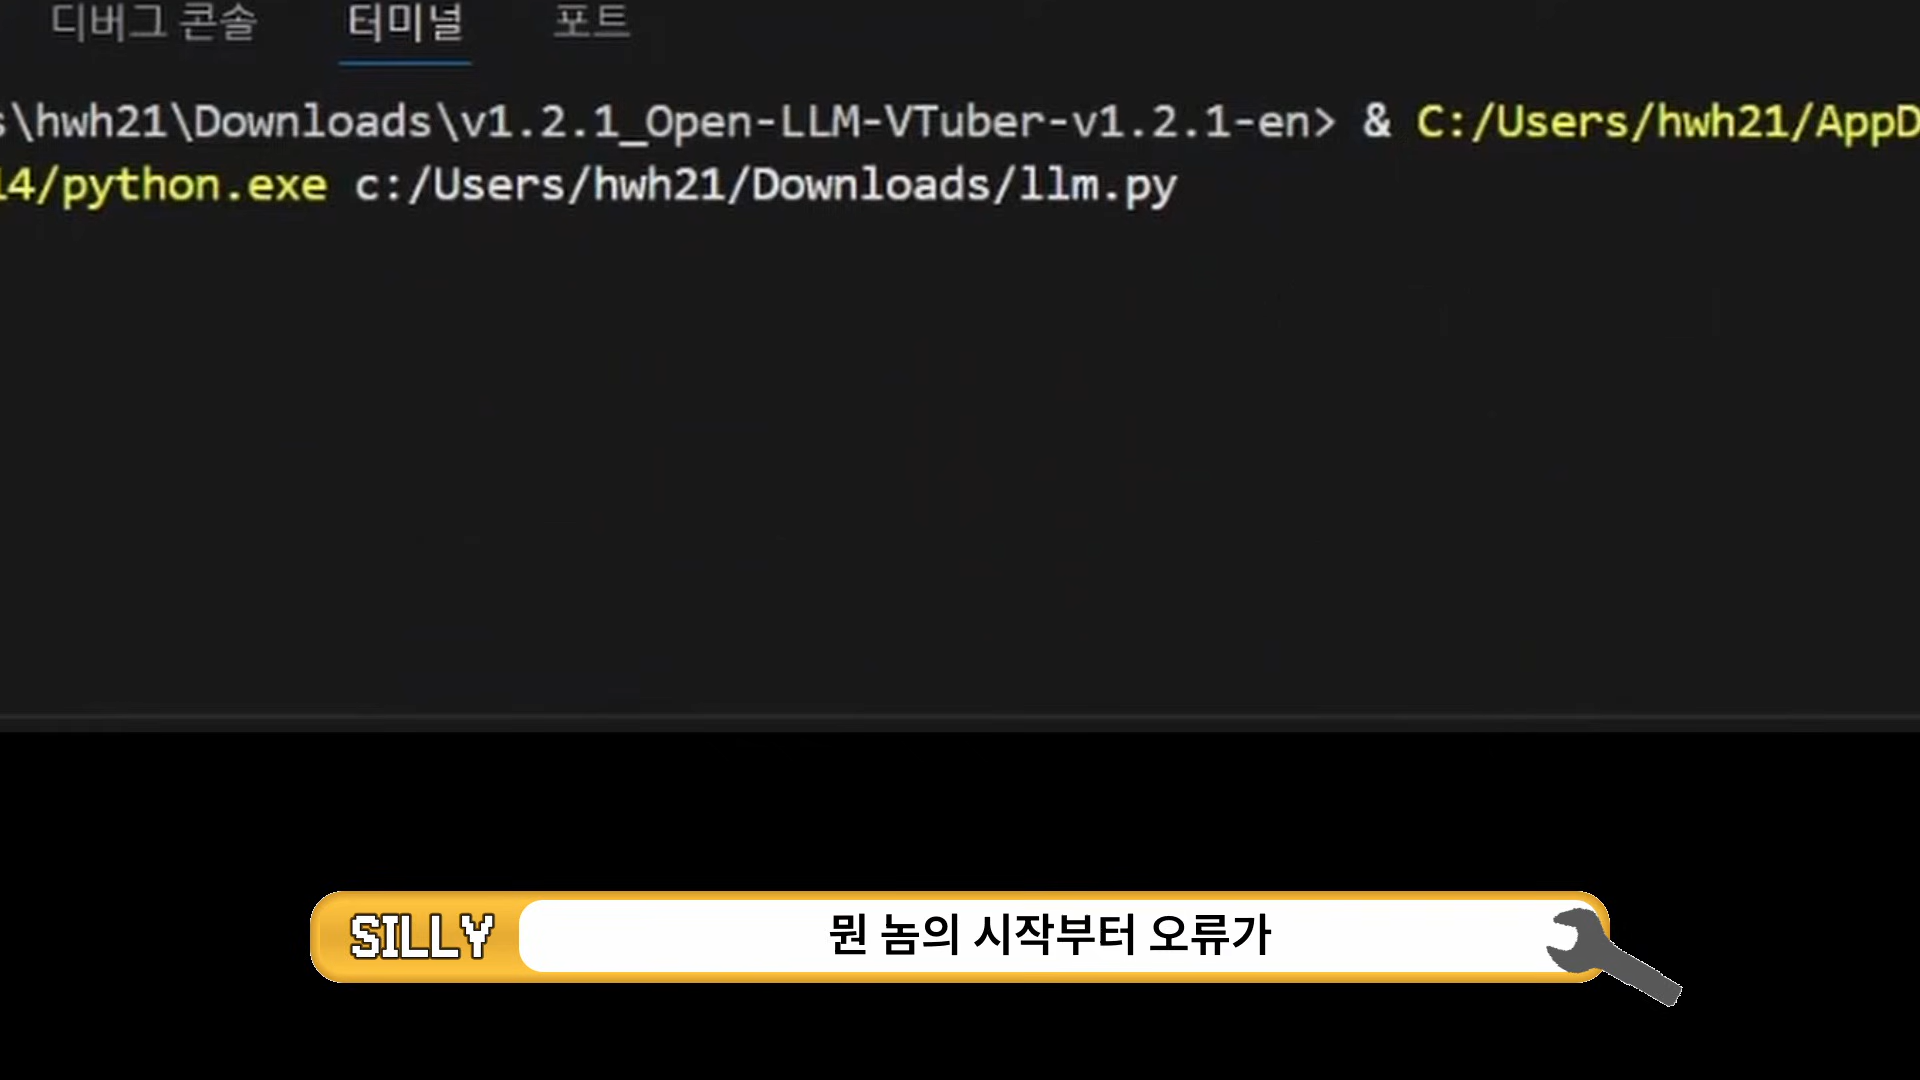 디버그 콘솔 터미널 포트
s\hwh21\Downloads\v1.2.1_Open-LLM-VTuber-v1.2.1-en> & C:/Users/hwh21/AppD
14/python.exe c:/Users/hwh21/Downloads/llm.py
SILLY 뭔 놈의 시작부터 오류가